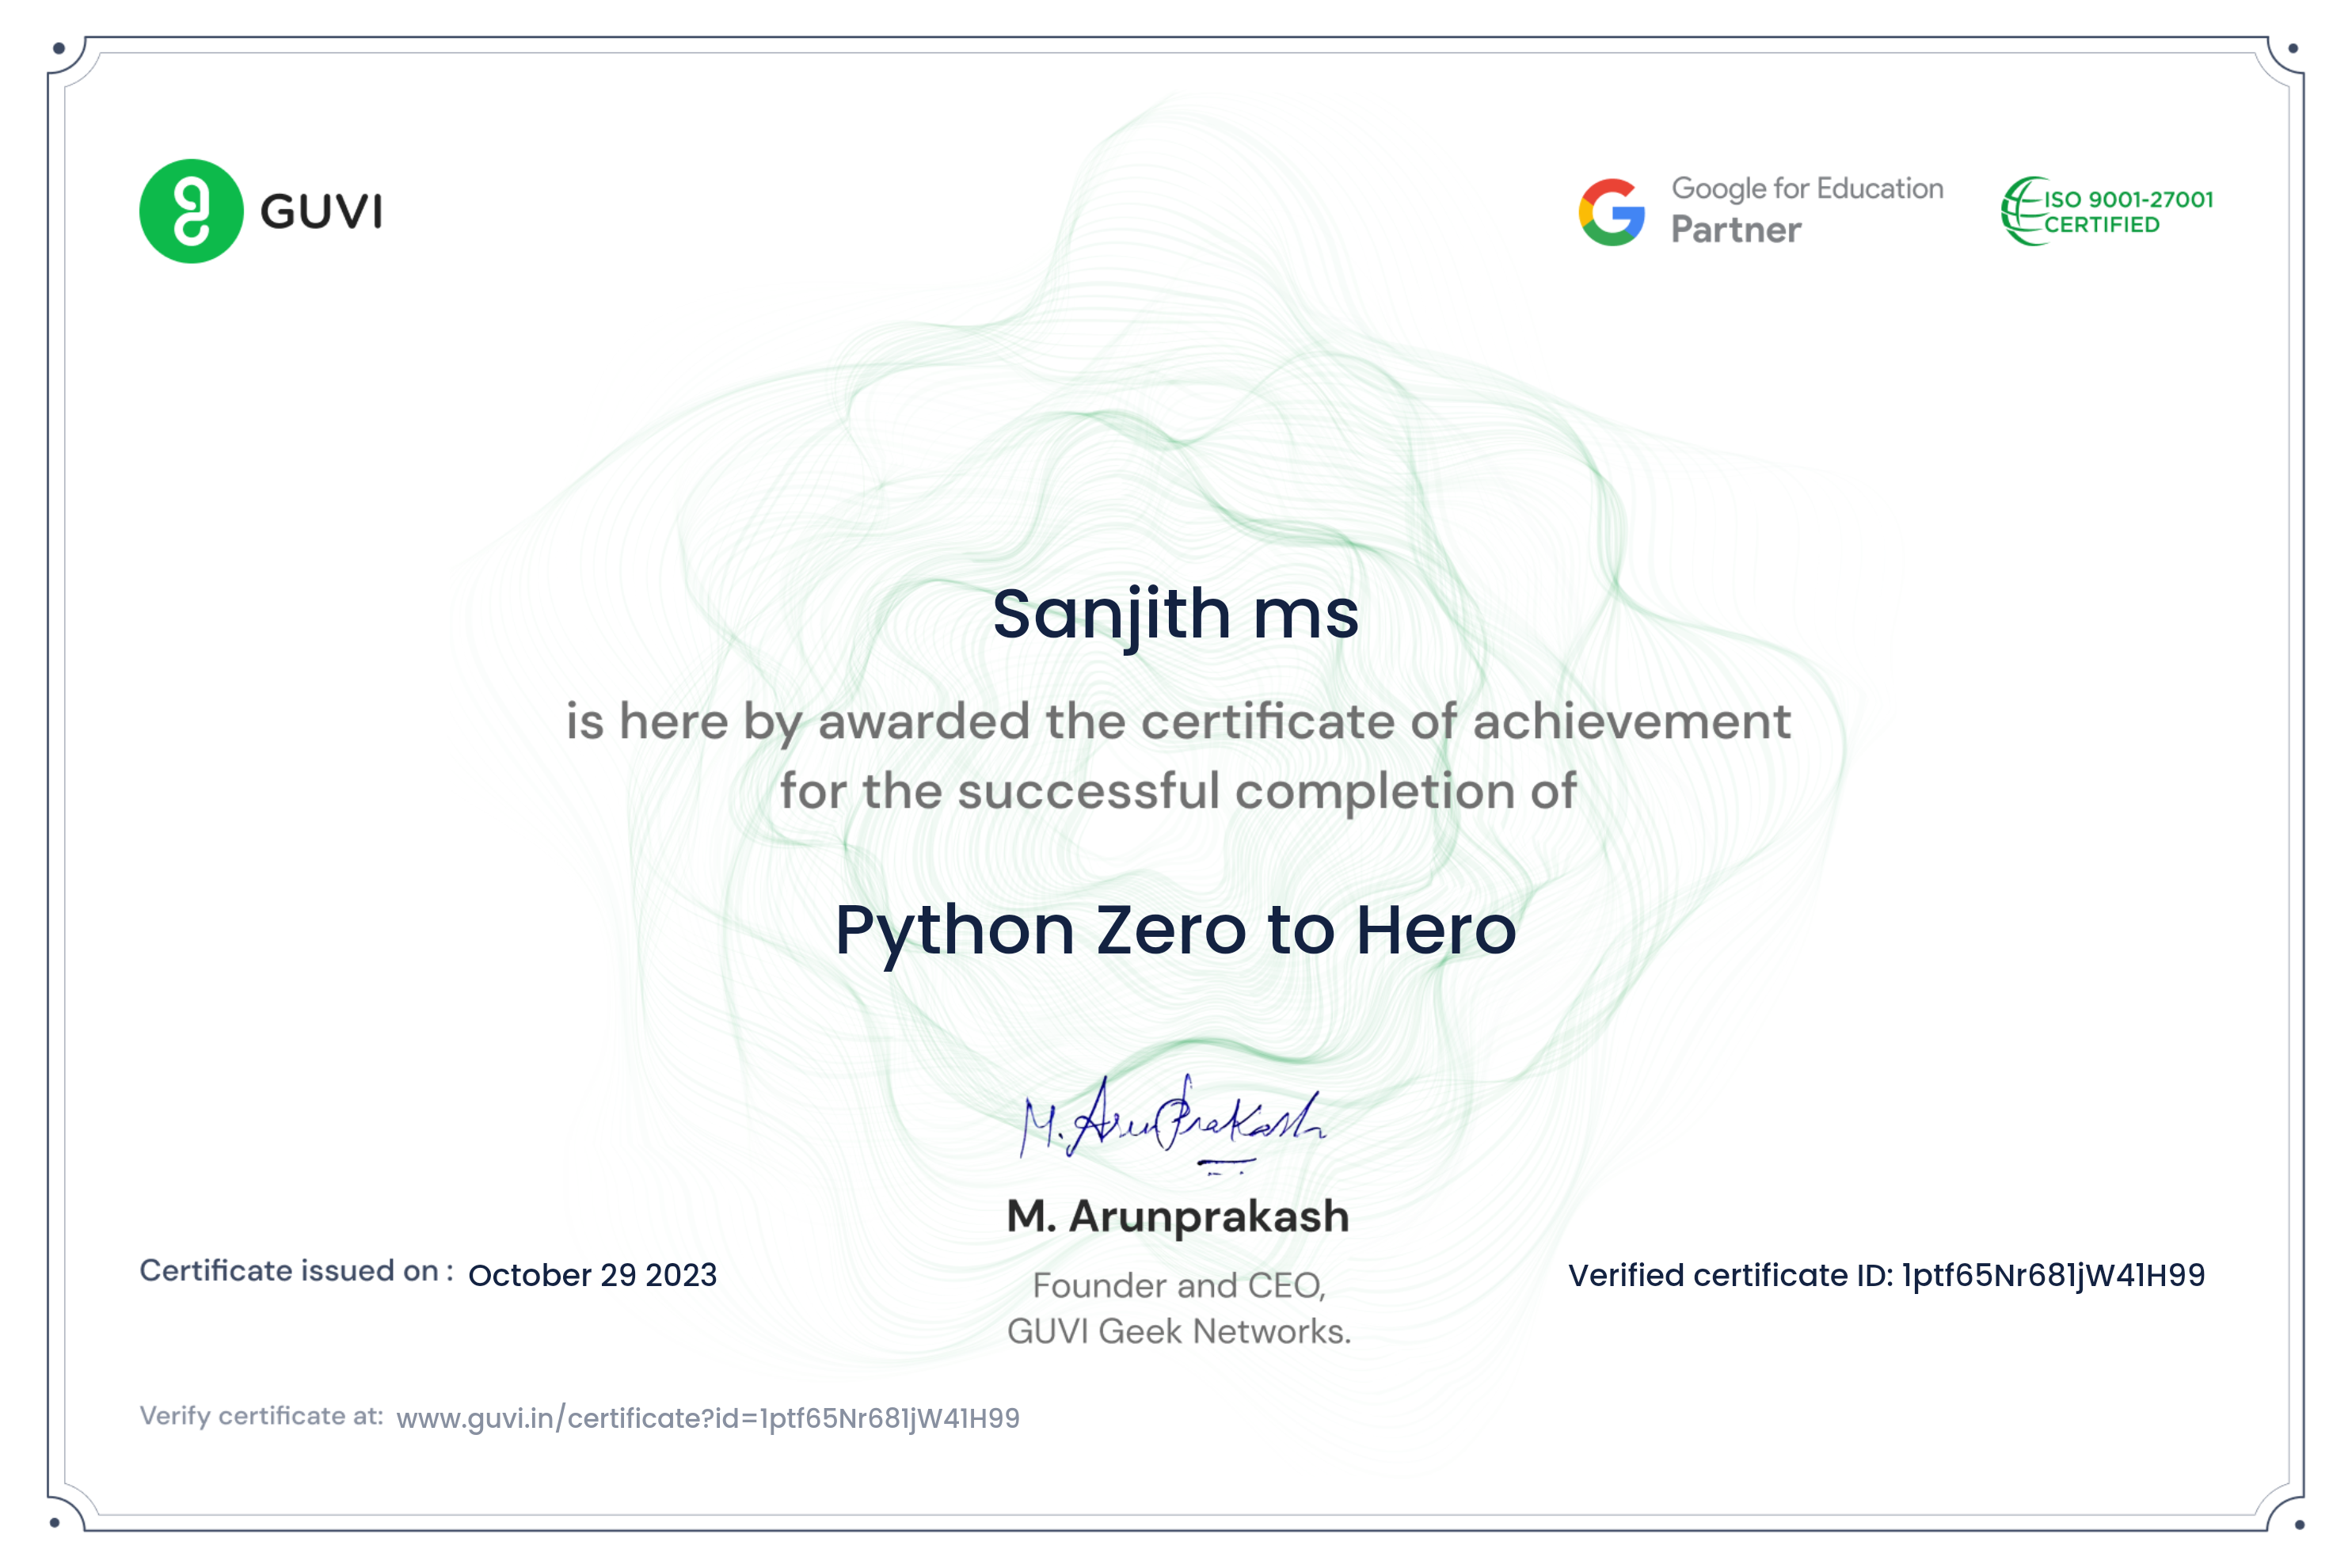 GUVI
Google for Education
Partner
ISO 9001-27001
CERTIFIED
Sanjith ms
is here by awarded the certificate of achievement
for the successful completion of
Python Zero to Hero
M. ArunPrakash
M. Arunprakash
Founder and CEO,
GUVI Geek Networks.
Certificate issued on : October 29 2023
Verified certificate ID: 1ptf65Nr681jW41H99
Verify certificate at: www.guvi.in/certificate?id=1ptf65Nr681jW41H99